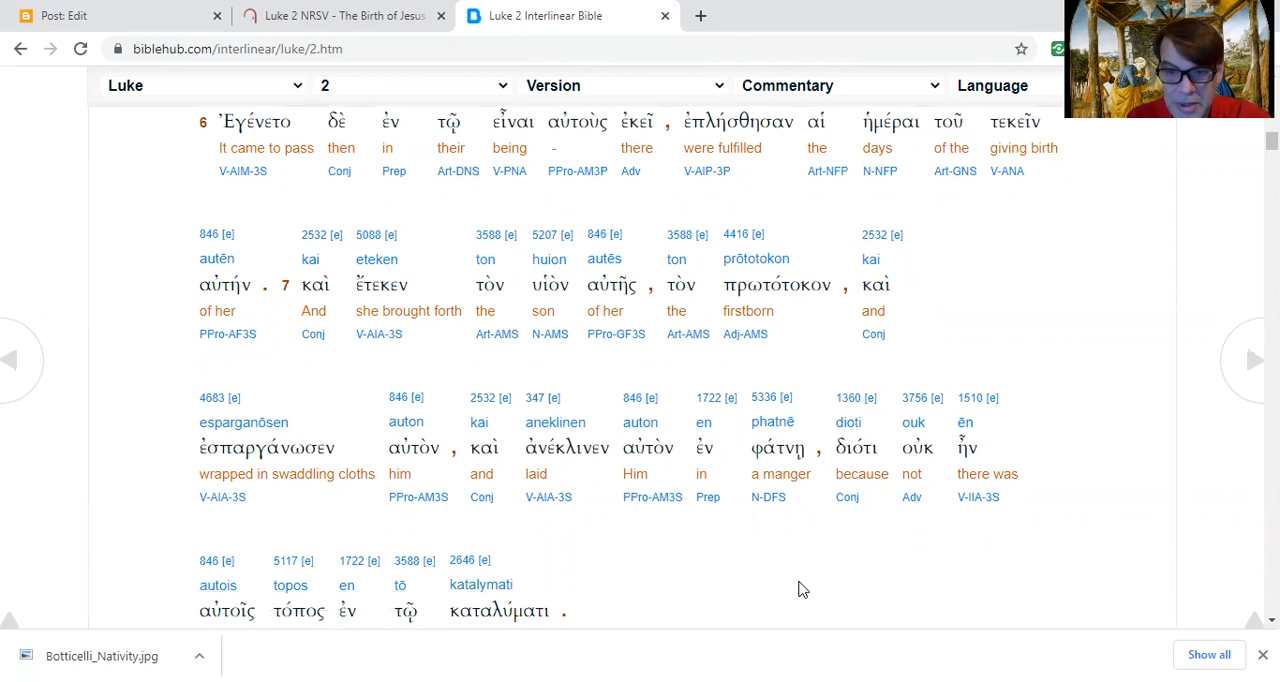 Post: Edit
Luke 2 NRSV - The Birth of Jesus
Luke 2 Interlinear Bible
biblehub.com/interlinear/luke/2.htm
Luke 2 Version Commentary Language
6 Ἐγένετο δὲ ἐν τῷ εἶναι αὐτοὺς ἐκεῖ , ἐπλήσθησαν αἱ ἡμέραι τοῦ τεκεῖν
It came to pass then in their being - there were fulfilled the days of the giving birth
V-AIM-3S Conj Prep Art-DNS V-PNA PPro-AM3P Adv V-AIP-3P Art-NFP N-NFP Art-GNS V-ANA
846 [e] 2532 [e] 5088 [e] 3588 [e] 5207 [e] 846 [e] 3588 [e] 4416 [e] 2532 [e]
autēn kai eteken ton huion autēs ton prōtotokon kai
αὐτήν . 7 καὶ ἔτεκεν τὸν υἱὸν αὐτῆς , τὸν πρωτότοκον , καὶ
of her And she brought forth the son of her the firstborn and
PPro-AF3S Conj V-AIA-3S Art-AMS N-AMS PPro-GF3S Art-AMS Adj-AMS Conj
4683 [e] 846 [e] 2532 [e] 347 [e] 846 [e] 1722 [e] 5336 [e] 1360 [e] 3756 [e] 1510 [e]
esparganōsen auton kai aneklinen auton en phatnē dioti ouk ēn
ἐσπαργάνωσεν αὐτὸν , καὶ ἀνέκλινεν αὐτὸν ἐν φάτνῃ , διότι οὐκ ἦν
wrapped in swaddling cloths him and laid Him in a manger because not there was
V-AIA-3S PPro-AM3S Conj V-AIA-3S PPro-AM3S Prep N-DFS Conj Adv V-IIA-3S
846 [e] 5117 [e] 1722 [e] 3588 [e] 2646 [e]
autois topos en tō katalymati
αὐτοῖς τόπος ἐν τῷ καταλύματι .
Botticelli_Nativity.jpg
Show all